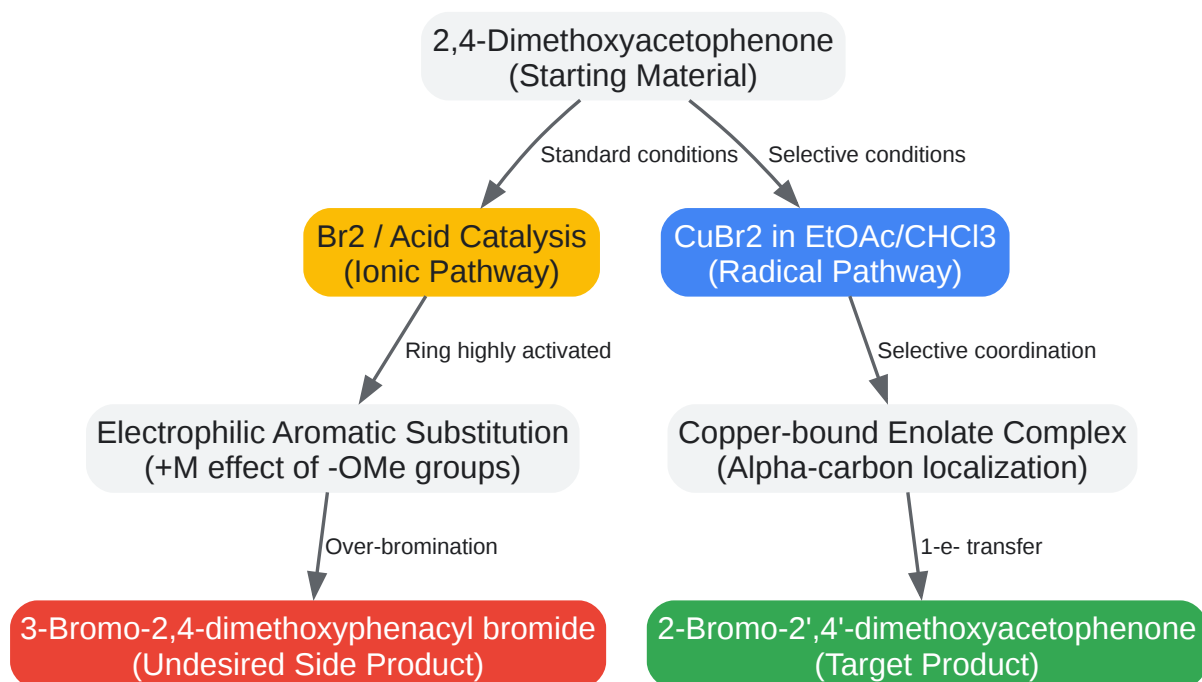 2,4-Dimethoxyacetophenone
(Starting Material)
Standard conditions
Selective conditions
Br2 / Acid Catalysis
(Ionic Pathway)
CuBr2 in EtOAc/CHCl3
(Radical Pathway)
Ring highly activated
Selective coordination
Electrophilic Aromatic Substitution
(+M effect of -OMe groups)
Copper-bound Enolate Complex
(Alpha-carbon localization)
Over-bromination
1-e- transfer
3-Bromo-2,4-dimethoxyphenacyl bromide
(Undesired Side Product)
2-Bromo-2',4'-dimethoxyacetophenone
(Target Product)